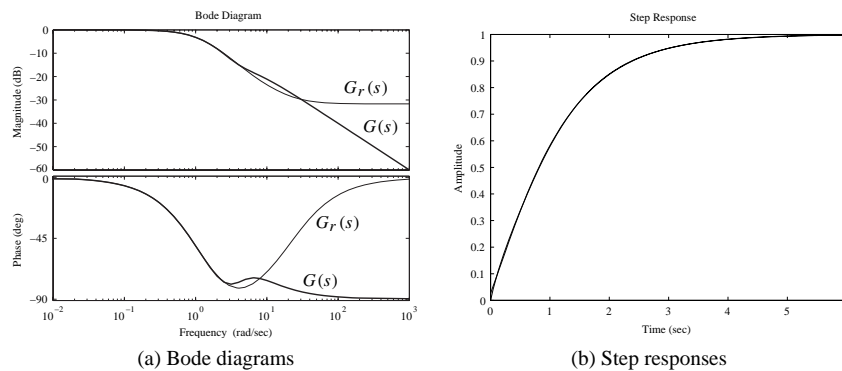 Bode Diagram
0
−10
−20
−30
−40
−50
−60
Magnitude (dB)
G_r(s)
G(s)
0
−45
−90
Phase (deg)
G_r(s)
G(s)
10^−2
10^−1
10^0
10^1
10^2
10^3
Frequency (rad/sec)
(a) Bode diagrams
Step Response
1
0.9
0.8
0.7
0.6
0.5
0.4
0.3
0.2
0.1
0
Amplitude
0 1 2 3 4 5
Time (sec)
(b) Step responses